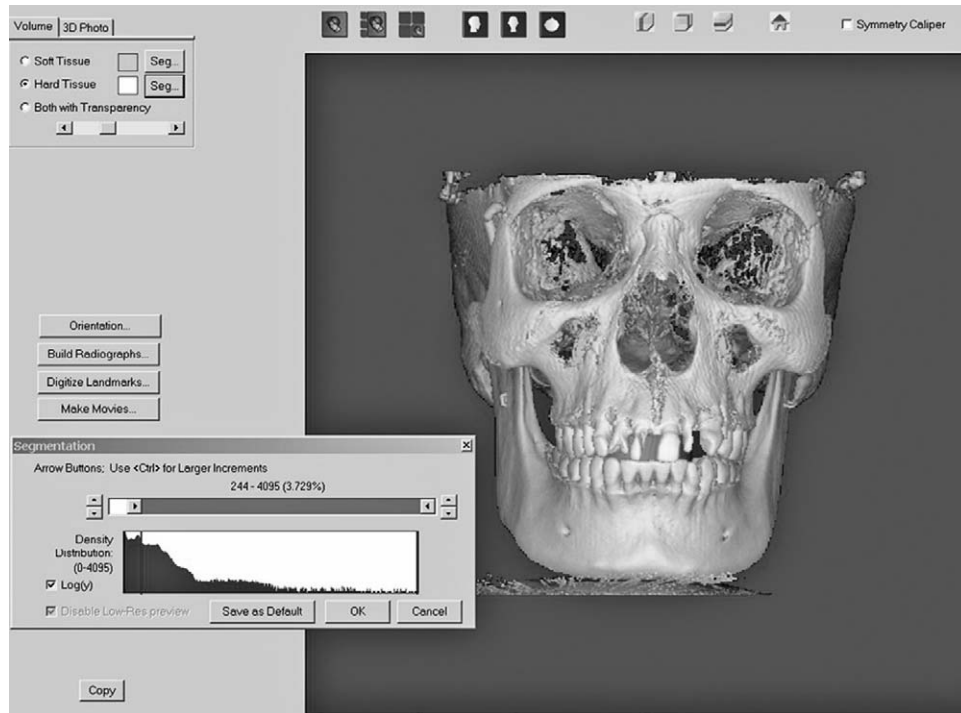 Volume 3D Photo
Symmetry Caliper
Soft Tissue Seg...
Hard Tissue Seg...
Both with Transparency
Orientation...
Build Radiographs...
Digitize Landmarks...
Make Movies...
Segmentation
Arrow Buttons; Use <Ctrl> for Larger Increments
244 - 4095 (3.729%)
Density
Distribution:
(0-4095)
Log(y)
Disable Low-Res preview Save as Default OK Cancel
Copy